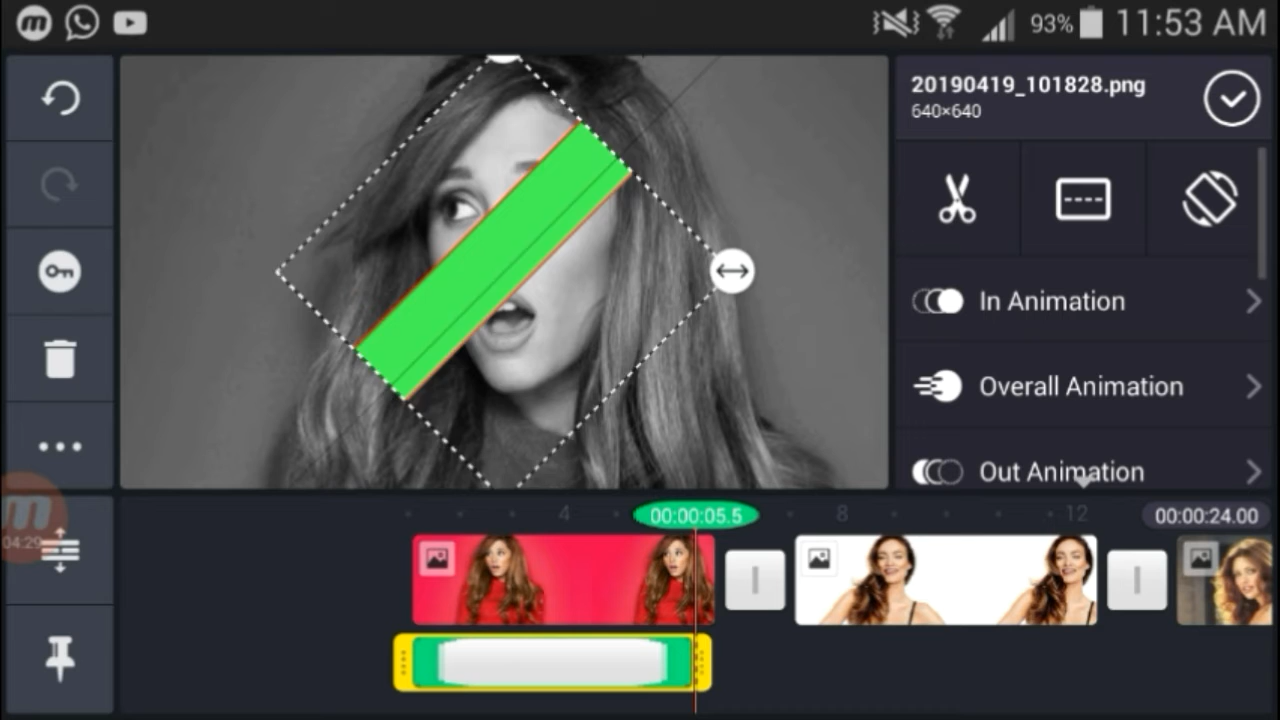 93% 11:53 AM
20190419_101828.png
640×640
In Animation
Overall Animation
Out Animation
04:29
4
00:00:05.5
8
12
00:00:24.00